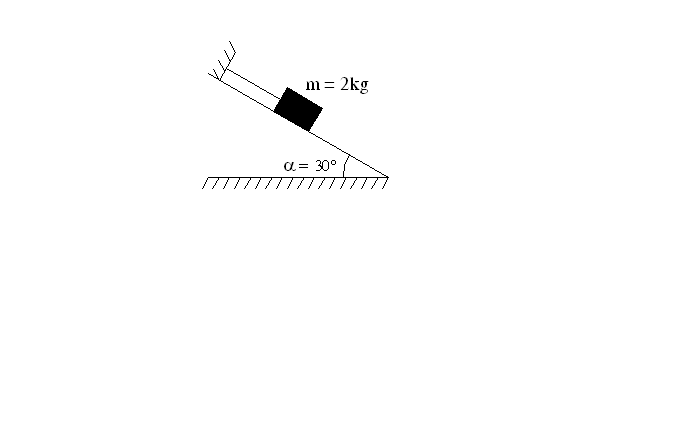 m = 2kg
α = 30°